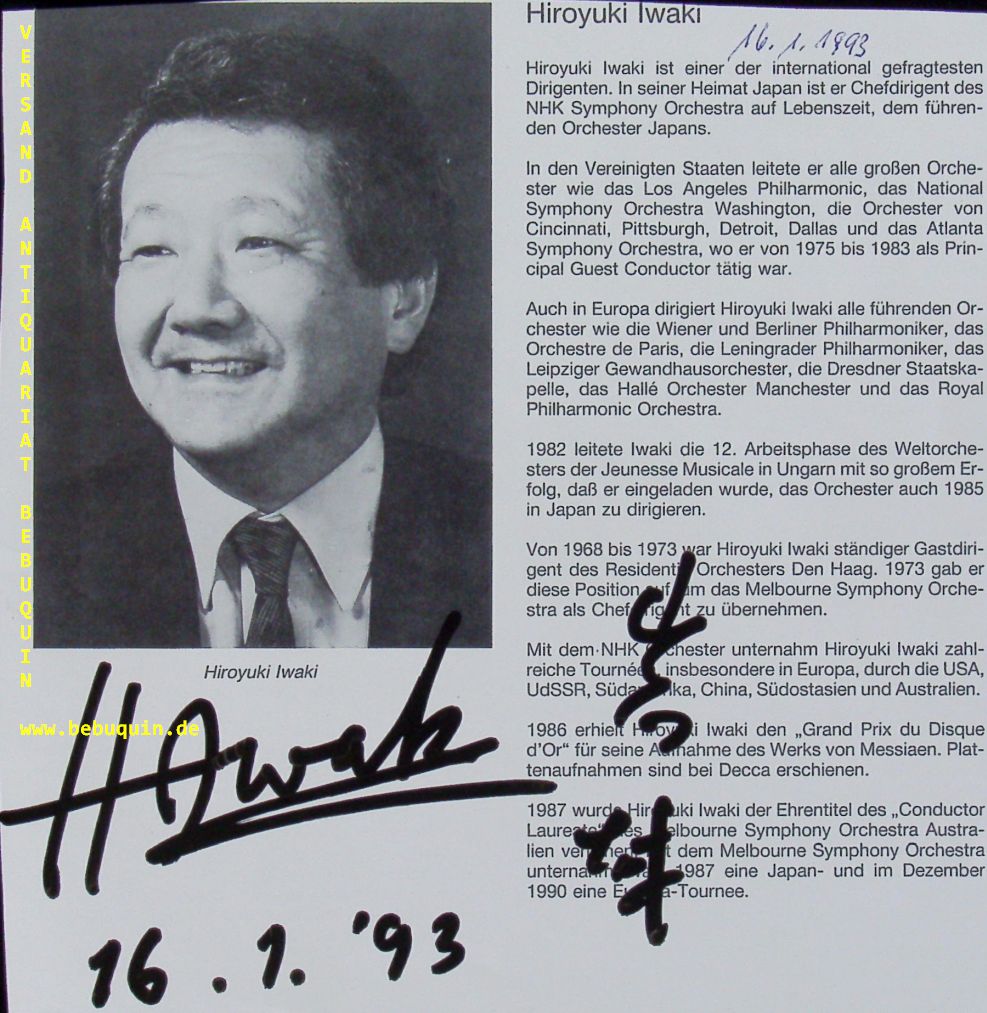 VERSAND ANTIQUARIAT BEBUQUIN
www.bebuquin.de
Hiroyuki Iwaki
H Iwaki
16.1.'93
Hiroyuki Iwaki
16.1.1993
Hiroyuki Iwaki ist einer der international gefragtesten
Dirigenten. In seiner Heimat Japan ist er Chefdirigent des
NHK Symphony Orchestra auf Lebenszeit, dem führen-
den Orchester Japans.
In den Vereinigten Staaten leitete er alle großen Orche-
ster wie das Los Angeles Philharmonic, das National
Symphony Orchestra Washington, die Orchester von
Cincinnati, Pittsburgh, Detroit, Dallas und das Atlanta
Symphony Orchestra, wo er von 1975 bis 1983 als Prin-
cipal Guest Conductor tätig war.
Auch in Europa dirigiert Hiroyuki Iwaki alle führenden Or-
chester wie die Wiener und Berliner Philharmoniker, das
Orchestre de Paris, die Leningrader Philharmoniker, das
Leipziger Gewandhausorchester, die Dresdner Staatska-
pelle, das Hallé Orchester Manchester und das Royal
Philharmonic Orchestra.
1982 leitete Iwaki die 12. Arbeitsphase des Weltorche-
sters der Jeunesse Musicale in Ungarn mit so großem Er-
folg, daß er eingeladen wurde, das Orchester auch 1985
in Japan zu dirigieren.
Von 1968 bis 1973 war Hiroyuki Iwaki ständiger Gastdiri-
gent des Residentie Orchesters Den Haag. 1973 gab er
diese Position auf, um das Melbourne Symphony Orche-
stra als Chefdirigent zu übernehmen.
Mit dem NHK Orchester unternahm Hiroyuki Iwaki zahl-
reiche Tournéen, insbesondere in Europa, durch die USA,
UdSSR, Südamerika, China, Südostasien und Australien.
1986 erhielt Hiroyuki Iwaki den „Grand Prix du Disque
d'Or“ für seine Aufnahme des Werks von Messiaen. Plat-
tenaufnahmen sind bei Decca erschienen.
1987 wurde Hiroyuki Iwaki der Ehrentitel des „Conductor
Laureate“ des Melbourne Symphony Orchestra Austra-
lien verliehen. Mit dem Melbourne Symphony Orchestra
unternahm 1987 eine Japan- und im Dezember
1990 eine Europa-Tournee.
岩
城